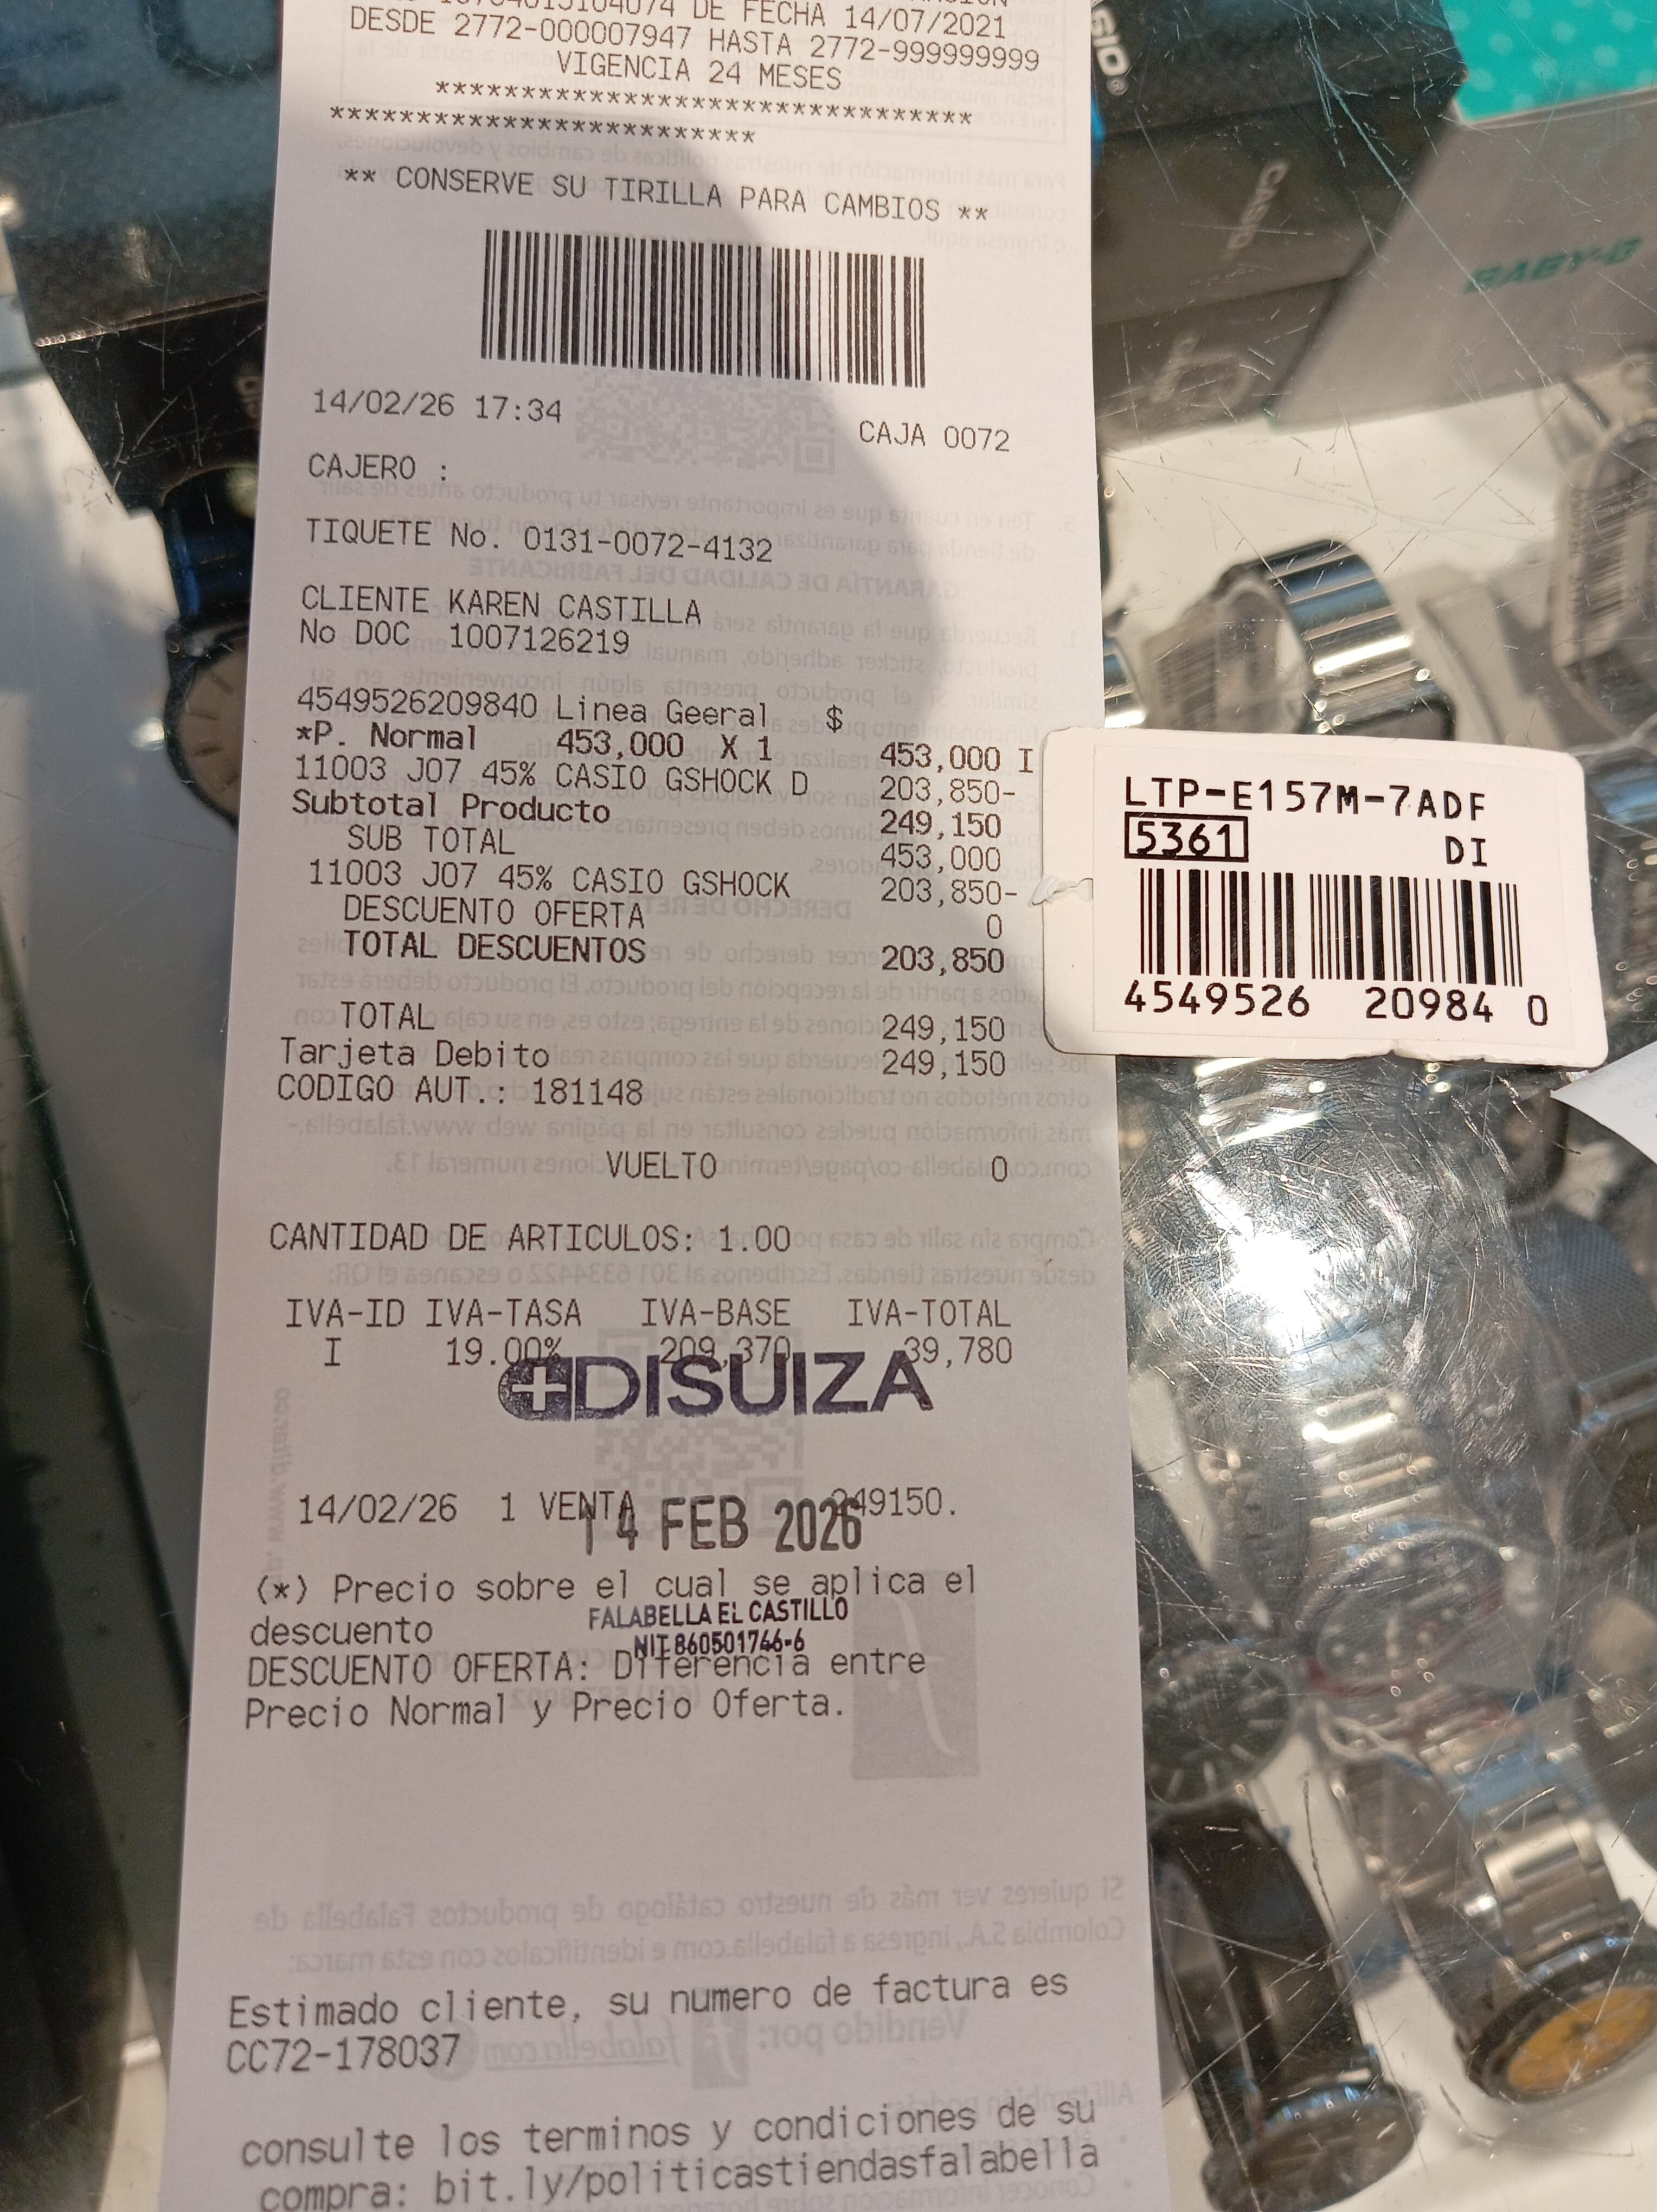 DE FECHA 14/07/2021
DESDE 2772-000007947 HASTA 2772-999999999
VIGENCIA 24 MESES
*******************************
*************************
** CONSERVE SU TIRILLA PARA CAMBIOS **
14/02/26 17:34
CAJA 0072
CAJERO :
TIQUETE No. 0131-0072-4132
CLIENTE KAREN CASTILLA
No DOC 1007126219
4549526209840 Linea Geeral $
*P. Normal 453,000 X 1 453,000 I
11003 J07 45% CASIO GSHOCK D 203,850-
Subtotal Producto 249,150
SUB TOTAL 453,000
11003 J07 45% CASIO GSHOCK 203,850-
DESCUENTO OFERTA 0
TOTAL DESCUENTOS 203,850
TOTAL 249,150
Tarjeta Debito 249,150
CODIGO AUT.: 181148
VUELTO 0
CANTIDAD DE ARTICULOS: 1.00
IVA-ID IVA-TASA IVA-BASE IVA-TOTAL
I 19.00% 209,370 39,780
DISUIZA
14/02/26 1 VENTA 249150.
14 FEB 2026
(*) Precio sobre el cual se aplica el
descuento
FALABELLA EL CASTILLO
NIT 860501746-6
DESCUENTO OFERTA: Diferencia entre
Precio Normal y Precio Oferta.
Estimado cliente, su numero de factura es
CC72-178037
consulte los terminos y condiciones de su
compra: bit.ly/politicastiendasfalabella
LTP-E157M-7ADF
5361 DI
4549526 20984 0
CASIO
BABY-G